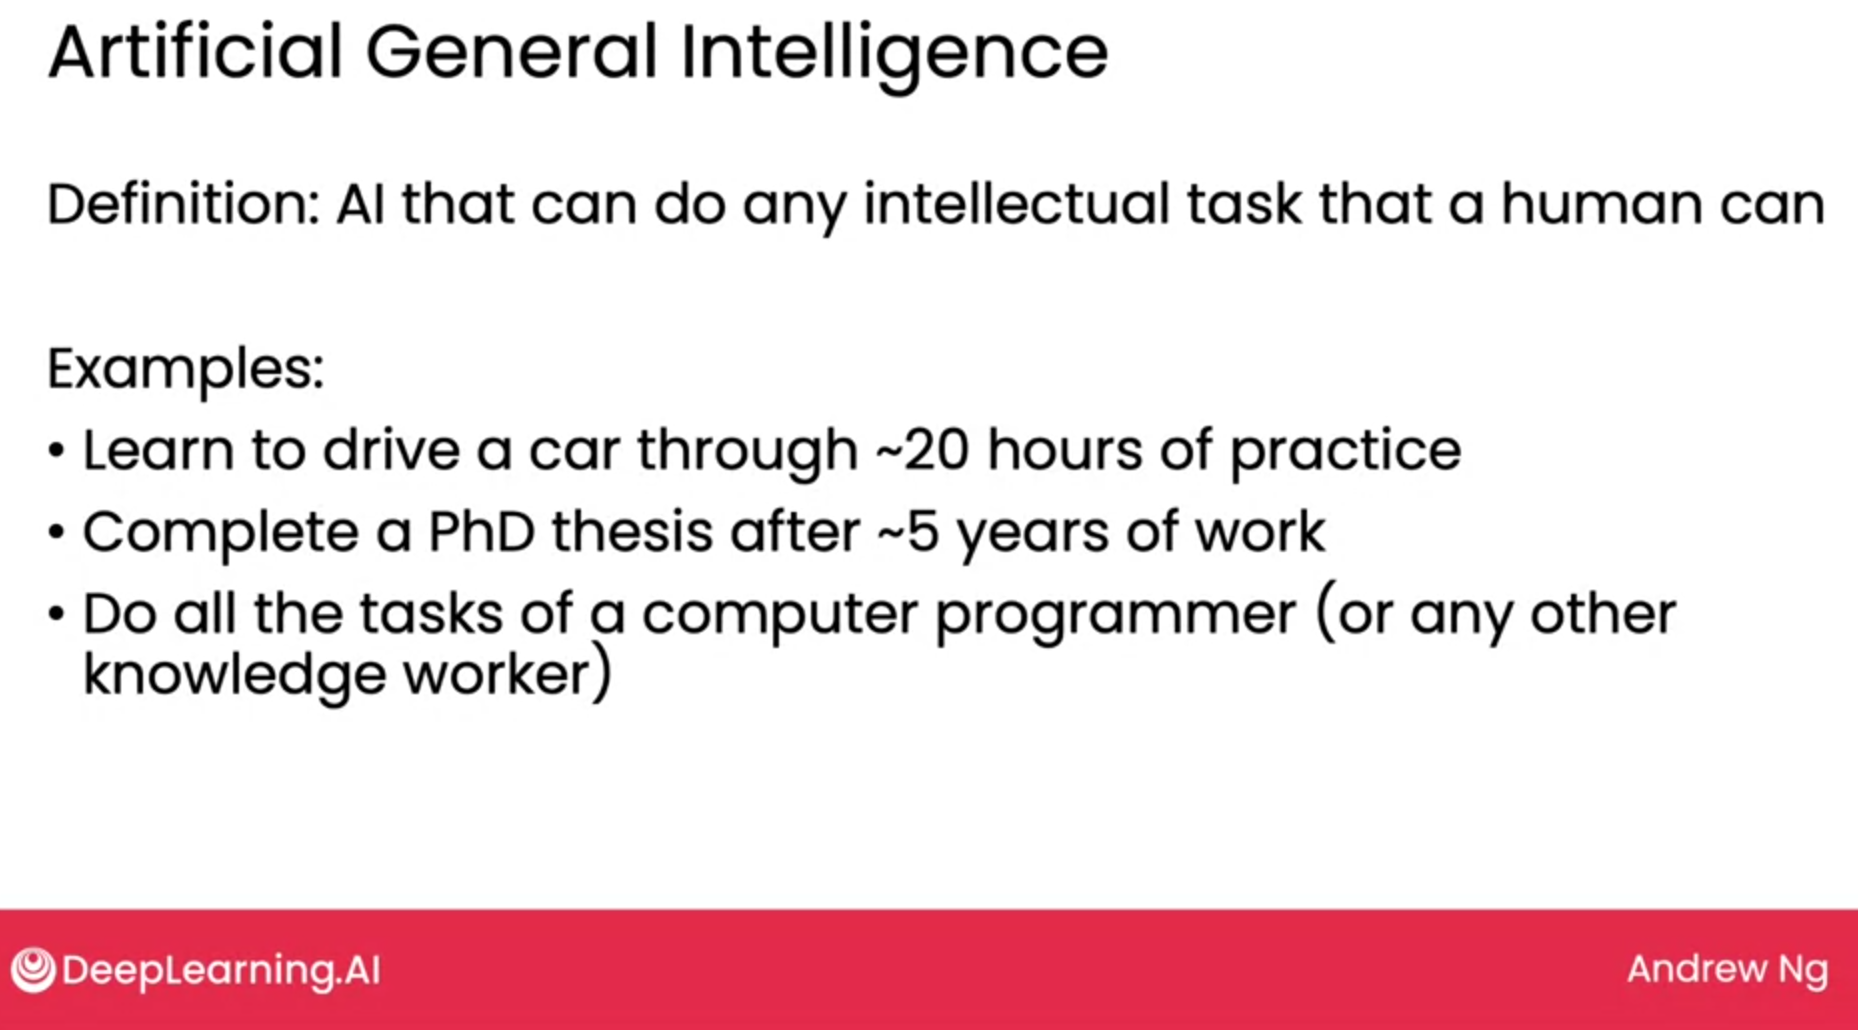 Artificial General Intelligence
Definition: AI that can do any intellectual task that a human can
Examples:
• Learn to drive a car through ~20 hours of practice
• Complete a PhD thesis after ~5 years of work
• Do all the tasks of a computer programmer (or any other
knowledge worker)
DeepLearning.AI
Andrew Ng